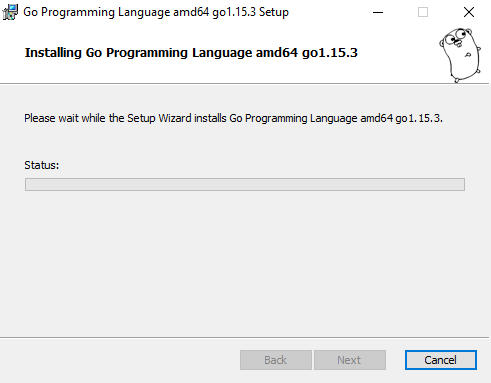 Go Programming Language amd64 go1.15.3 Setup
Installing Go Programming Language amd64 go1.15.3
Please wait while the Setup Wizard installs Go Programming Language amd64 go1.15.3.
Status:
Back Next Cancel